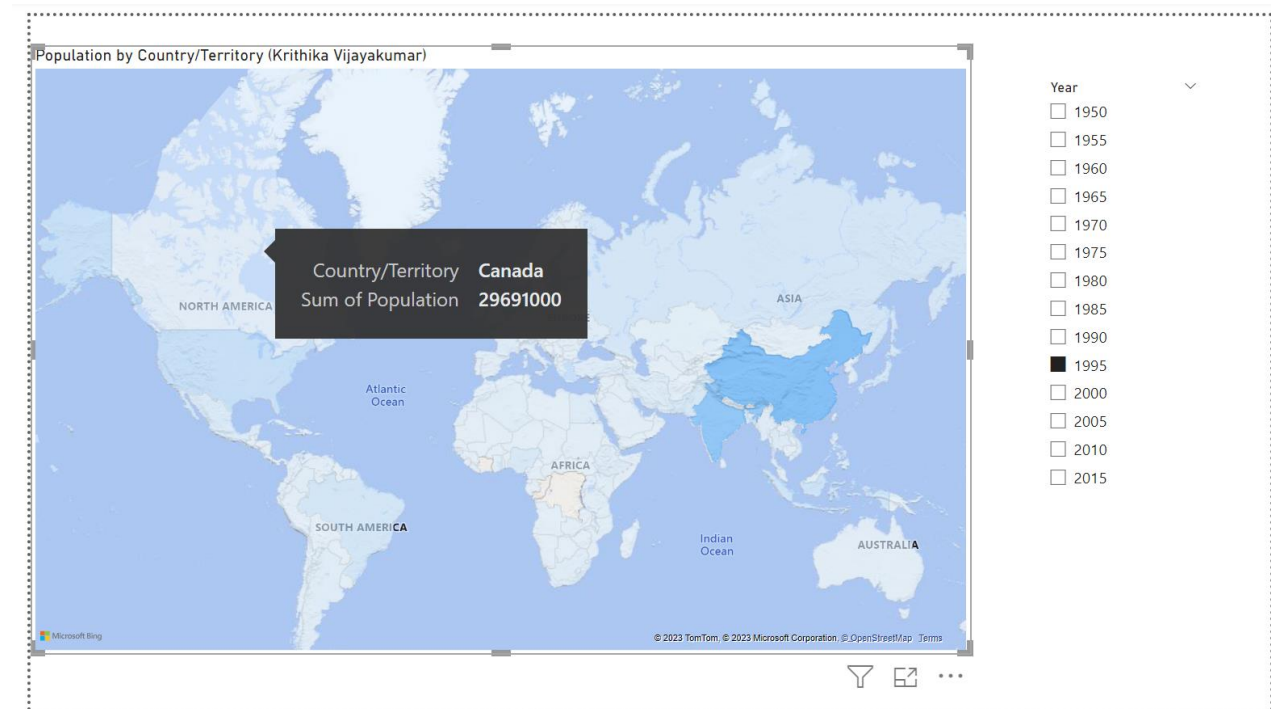 Population by Country/Territory (Krithika Vijayakumar)
Year
1950
1955
1960
1965
1970
1975
1980
1985
1990
1995
2000
2005
2010
2015
Country/Territory Canada
Sum of Population 29691000
NORTH AMERICA
ASIA
Atlantic
Ocean
AFRICA
SOUTH AMERICA
Indian
Ocean
AUSTRALIA
Microsoft Bing
© 2023 TomTom, © 2023 Microsoft Corporation, © OpenStreetMap Terms